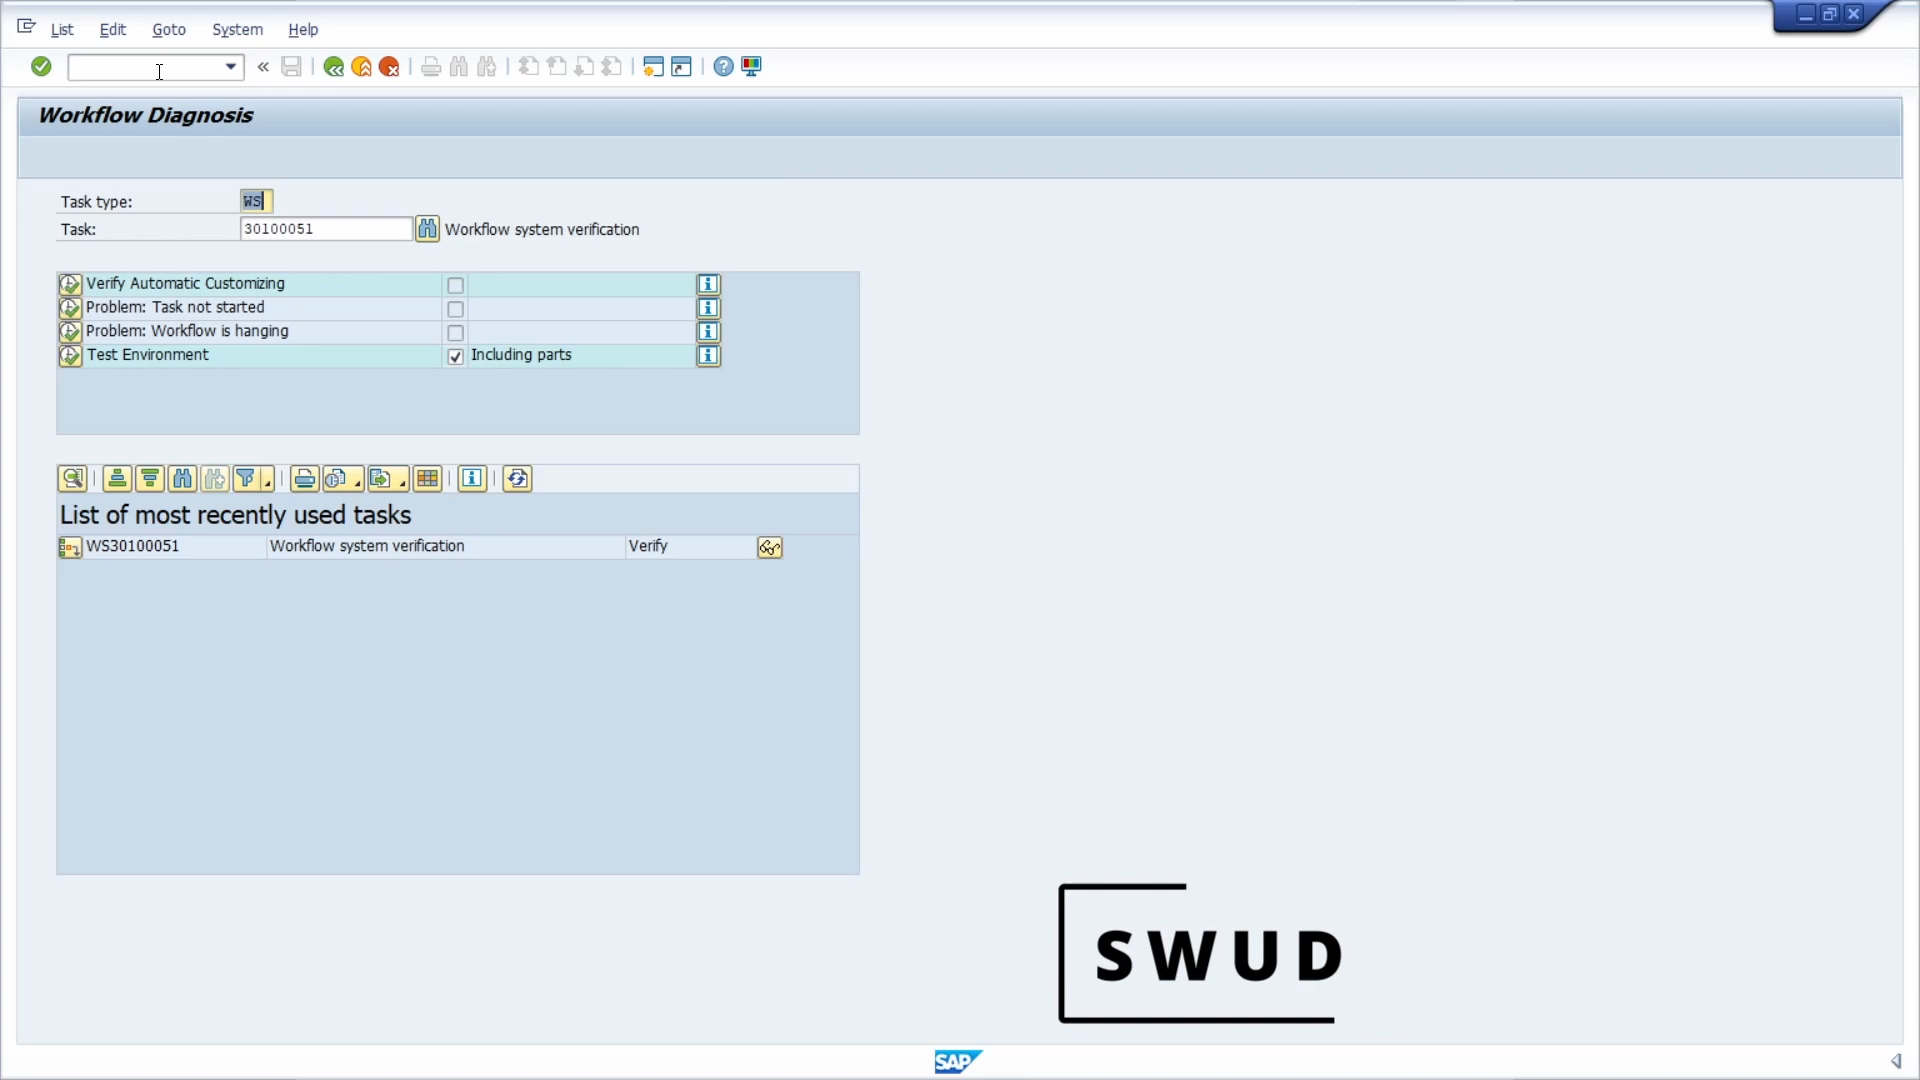 List Edit Goto System Help
Workflow Diagnosis
Task type: WS
Task: 30100051 Workflow system verification
Verify Automatic Customizing
Problem: Task not started
Problem: Workflow is hanging
Test Environment Including parts
List of most recently used tasks
WS30100051 Workflow system verification Verify
SWUD
SAP